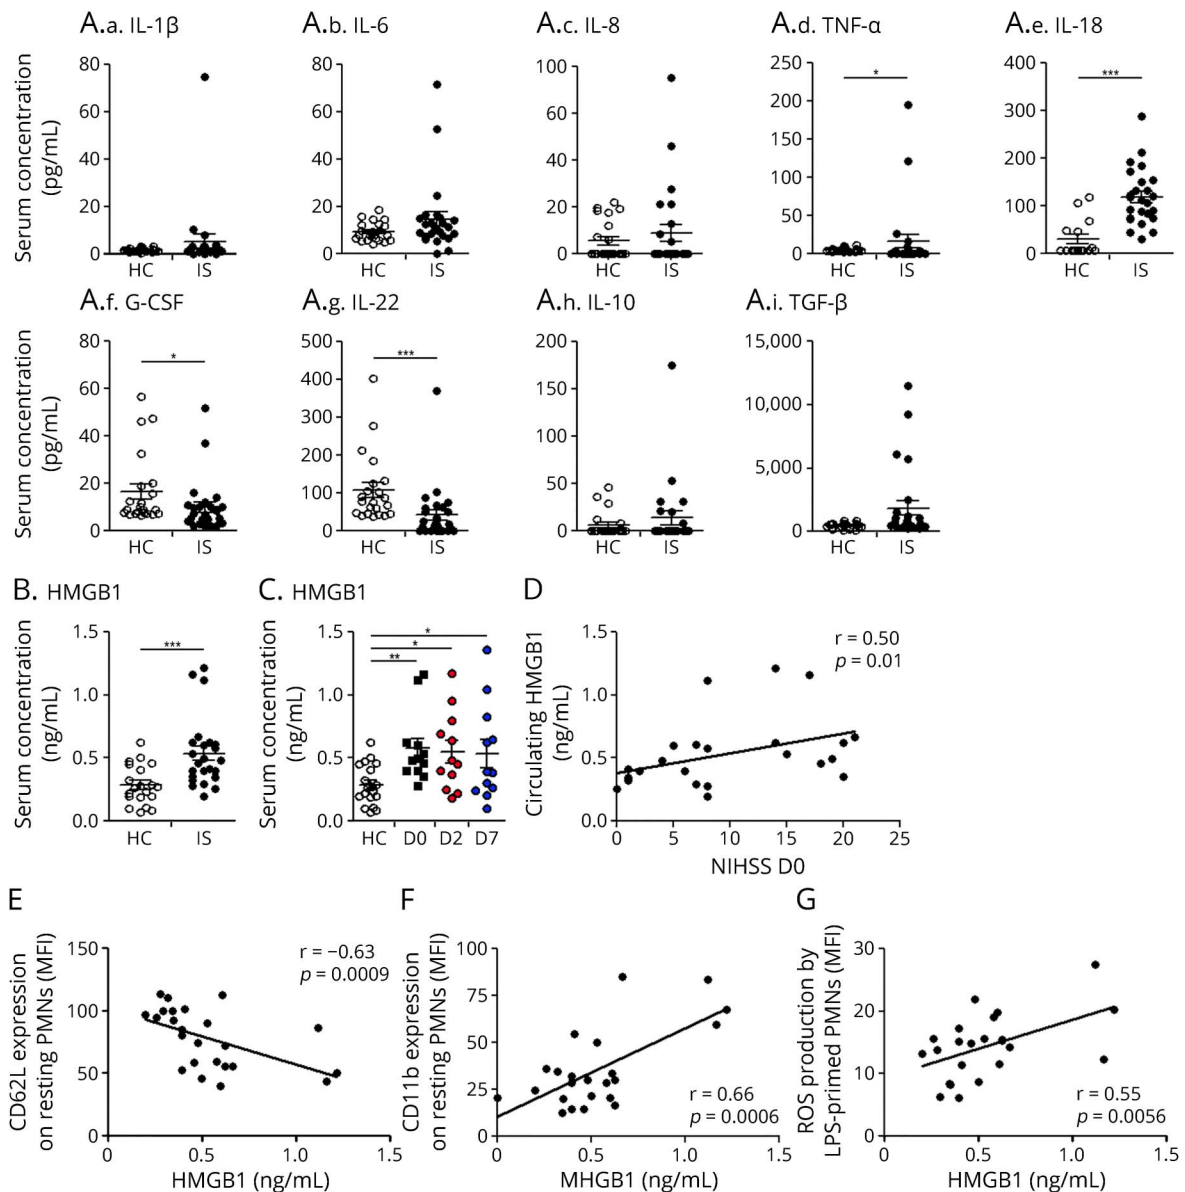 A.a. IL-1β
Serum concentration
(pg/mL)
80
60
40
20
0
HC
IS
A.b. IL-6
80
60
40
20
0
HC
IS
A.c. IL-8
100
80
60
40
20
0
HC
IS
A.d. TNF-α
250
200
150
100
50
0
*
HC
IS
A.e. IL-18
400
300
200
100
0
***
HC
IS
A.f. G-CSF
Serum concentration
(pg/mL)
80
60
40
20
0
*
HC
IS
A.g. IL-22
500
400
300
200
100
0
***
HC
IS
A.h. IL-10
200
150
100
50
0
HC
IS
A.i. TGF-β
15,000
10,000
5,000
0
HC
IS
B. HMGB1
Serum concentration
(ng/mL)
1.5
1.0
0.5
0.0
***
HC
IS
C. HMGB1
Serum concentration
(ng/mL)
1.5
1.0
0.5
0.0
*
*
**
HC
D0
D2
D7
D
Circulating HMGB1
(ng/mL)
1.5
1.0
0.5
0.0
r = 0.50
p = 0.01
0
5
10
15
20
25
NIHSS D0
E
CD62L expression
on resting PMNs (MFI)
150
100
50
0
r = −0.63
p = 0.0009
0
0.5
1.0
1.5
HMGB1 (ng/mL)
F
CD11b expression
on resting PMNs (MFI)
100
75
50
25
0
r = 0.66
p = 0.0006
0
0.5
1.0
1.5
MHGB1 (ng/mL)
G
ROS production by
LPS-primed PMNs (MFI)
30
20
10
0
r = 0.55
p = 0.0056
0
0.5
1.0
1.5
HMGB1 (ng/mL)